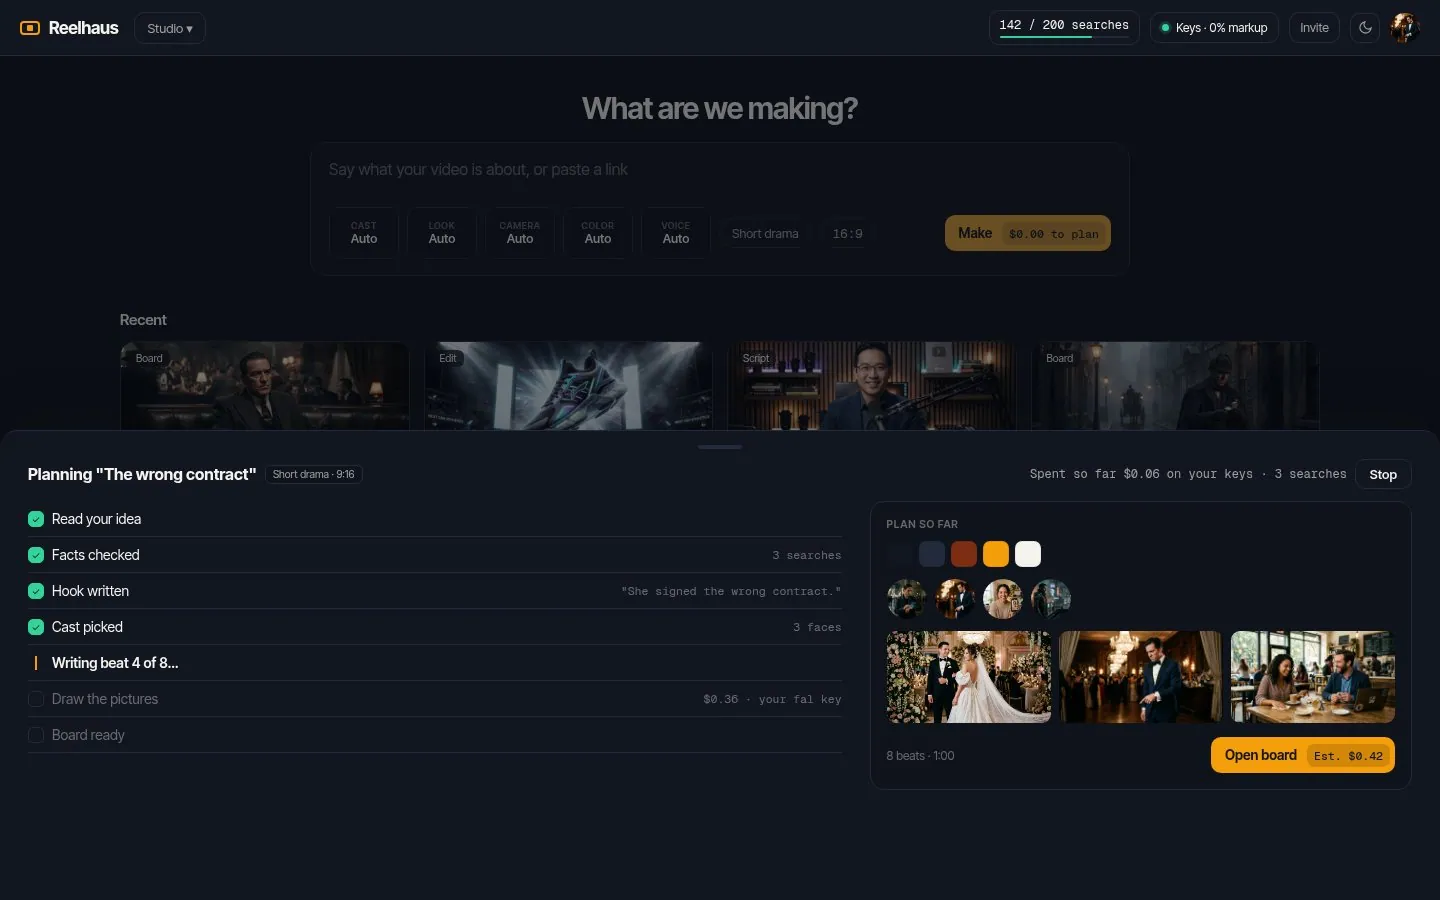 Reelhaus
Studio ▾
142 / 200 searches
Keys · 0% markup
Invite
What are we making?
Say what your video is about, or paste a link
CAST
Auto
LOOK
Auto
CAMERA
Auto
COLOR
Auto
VOICE
Auto
Short drama
16:9
Make
$0.00 to plan
Recent
Board
Edit
Script
Board
Planning "The wrong contract"
Short drama · 9:16
Spent so far $0.06 on your keys · 3 searches
Stop
Read your idea
Facts checked
3 searches
Hook written
"She signed the wrong contract."
Cast picked
3 faces
Writing beat 4 of 8...
Draw the pictures
$0.36 · your fal key
Board ready
PLAN SO FAR
8 beats · 1:00
Open board
Est. $0.42